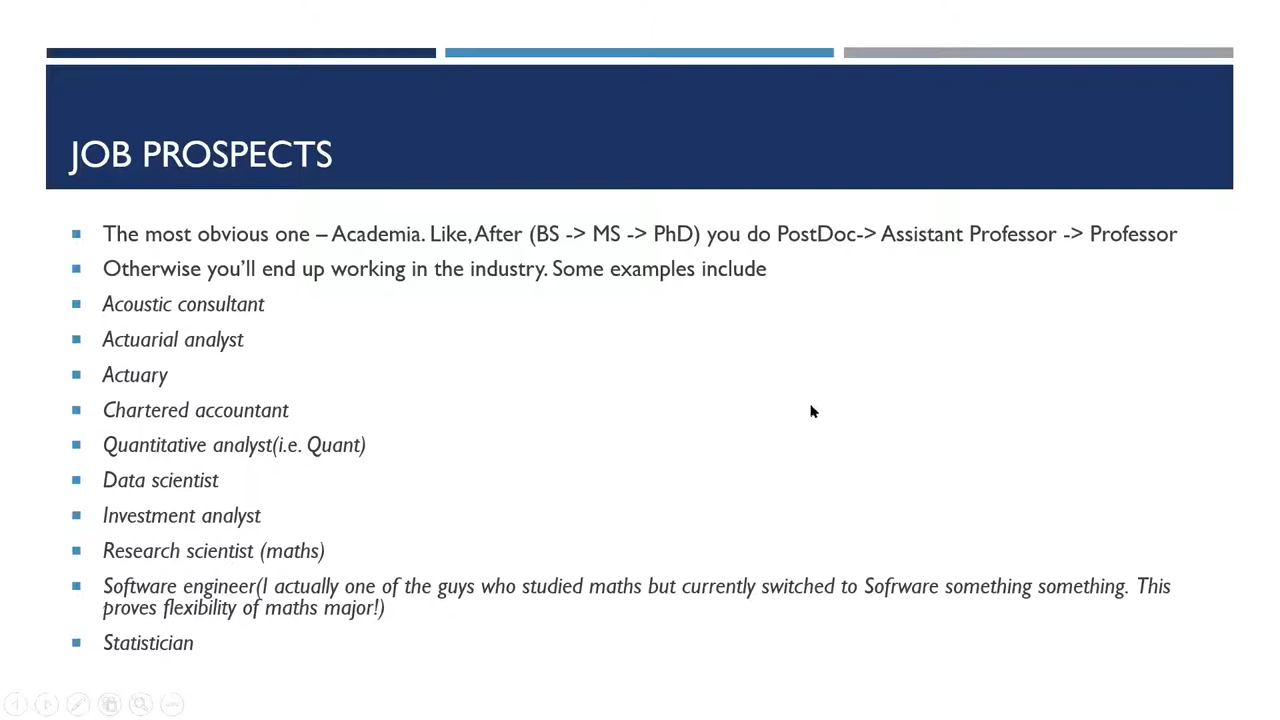 JOB PROSPECTS
The most obvious one – Academia. Like, After (BS -> MS -> PhD) you do PostDoc-> Assistant Professor -> Professor
Otherwise you'll end up working in the industry. Some examples include
Acoustic consultant
Actuarial analyst
Actuary
Chartered accountant
Quantitative analyst(i.e. Quant)
Data scientist
Investment analyst
Research scientist (maths)
Software engineer(I actually one of the guys who studied maths but currently switched to Sofrware something something. This
proves flexibility of maths major!)
Statistician